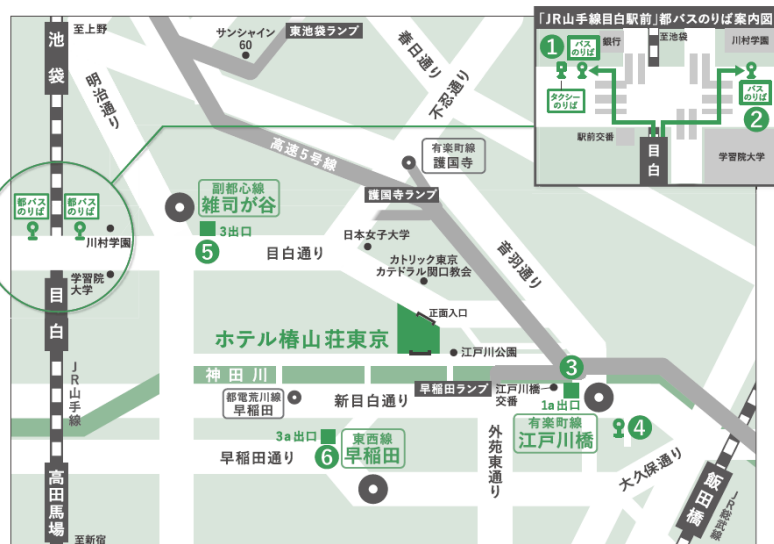 至上野
池袋
明治通り
サンシャイン
60
東池袋ランプ
春日通り
不忍通り
高速5号線
「JR山手線目白駅前」都バスのりば案内図
1
バス
のりば
銀行
至池袋
川村学園
タクシーのりば
バス
のりば
2
駅前交番
目白
学習院大学
有楽町線
護国寺
護国寺ランプ
副都心線
雑司が谷
3出口
5
都バス
のりば
都バス
のりば
川村学園
学習院
大学
目白
目白通り
日本女子大学
カトリック東京
カテドラル関口教会
音羽通り
正面入口
ホテル椿山荘東京
江戸川公園
神田川
早稲田ランプ
江戸川橋
交番
3
1a出口
有楽町線
江戸川橋
4
JR山手線
都電荒川線
早稲田
新目白通り
3a出口
6
東西線
早稲田
早稲田通り
外苑東通り
大久保通り
飯田橋
JR総武線
高田馬場
至新宿